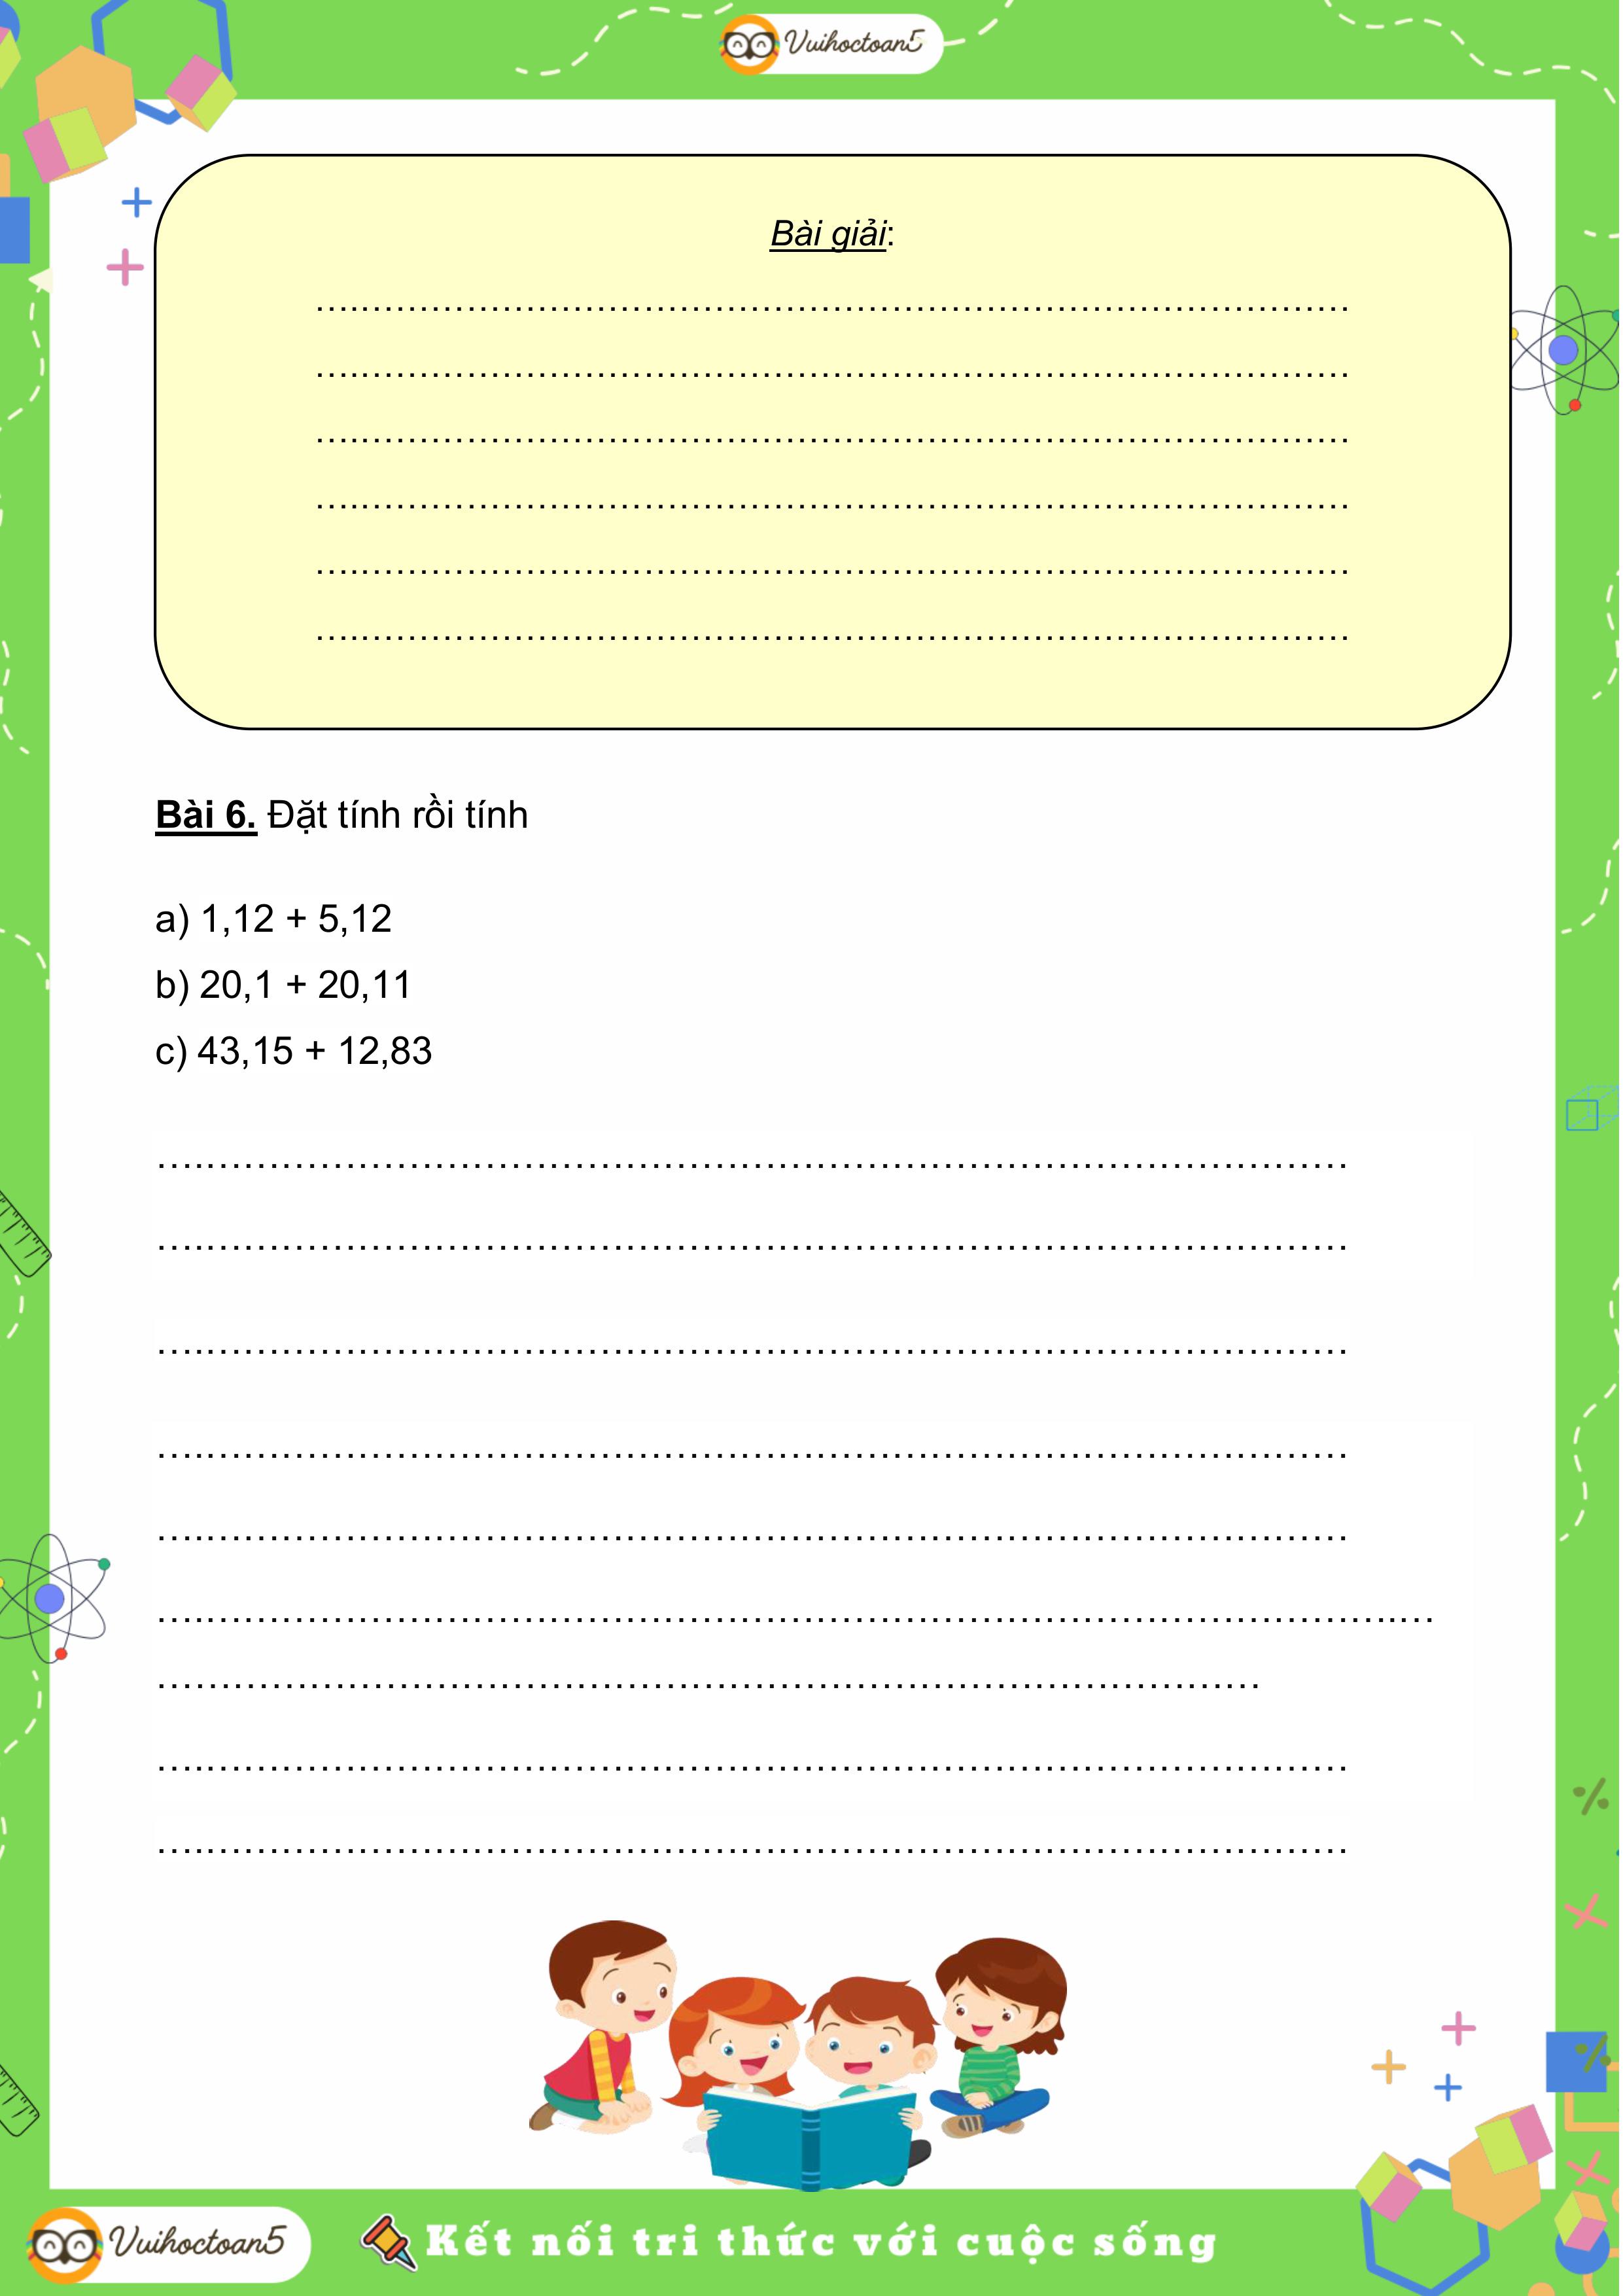 Vuihoctoan5
Bài giải:
Bài 6. Đặt tính rồi tính
a) 1,12 + 5,12
b) 20,1 + 20,11
c) 43,15 + 12,83
Vuihoctoan5
Kết nối tri thức với cuộc sống